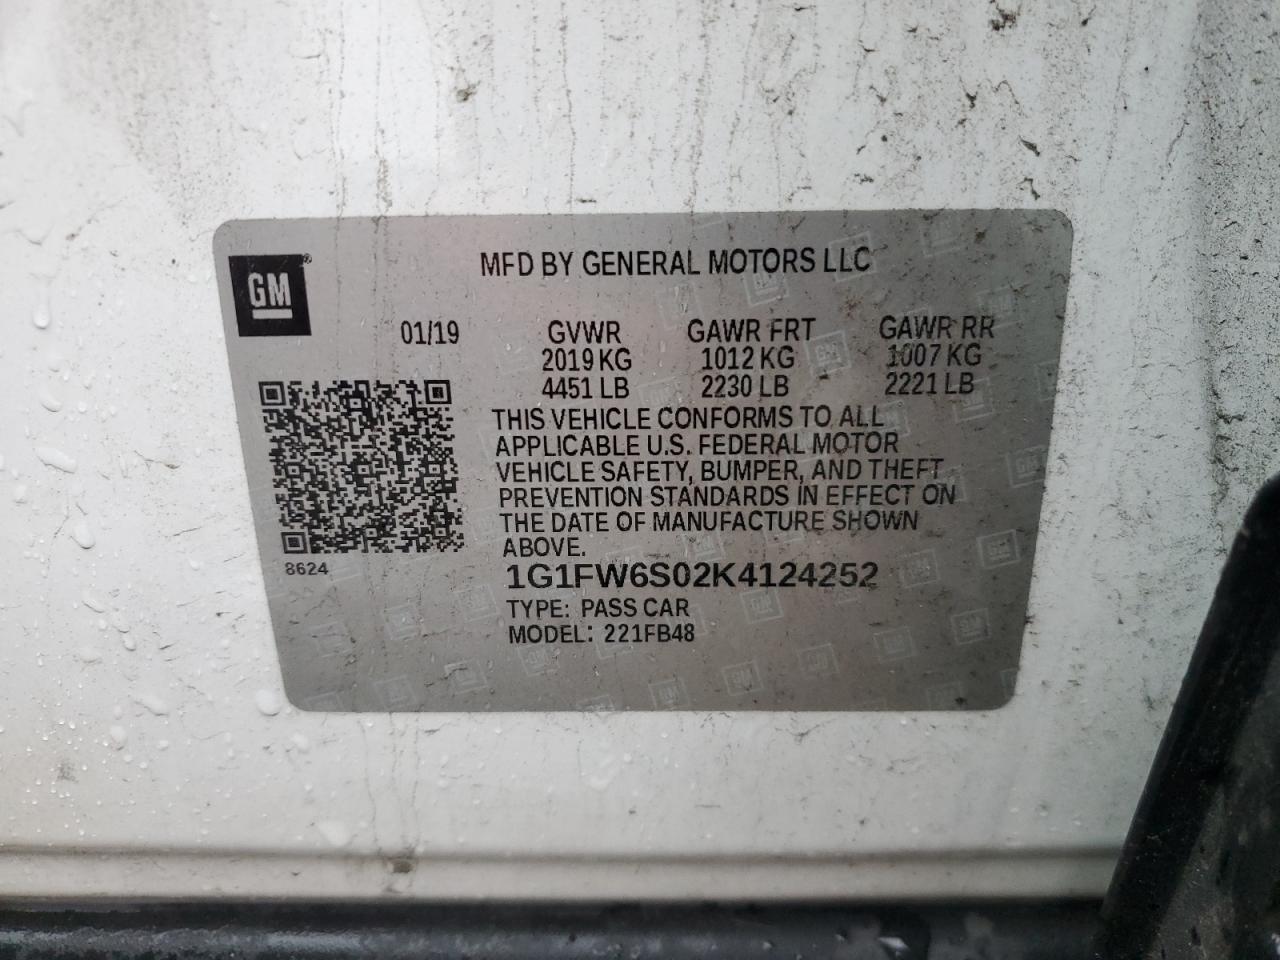 GM®
MFD BY GENERAL MOTORS LLC
01/19 GVWR GAWR FRT GAWR RR
2019 KG 1012 KG 1007 KG
4451 LB 2230 LB 2221 LB
THIS VEHICLE CONFORMS TO ALL
APPLICABLE U.S. FEDERAL MOTOR
VEHICLE SAFETY, BUMPER, AND THEFT
PREVENTION STANDARDS IN EFFECT ON
THE DATE OF MANUFACTURE SHOWN
ABOVE.
8624
1G1FW6S02K4124252
TYPE: PASS CAR
MODEL: 221FB48